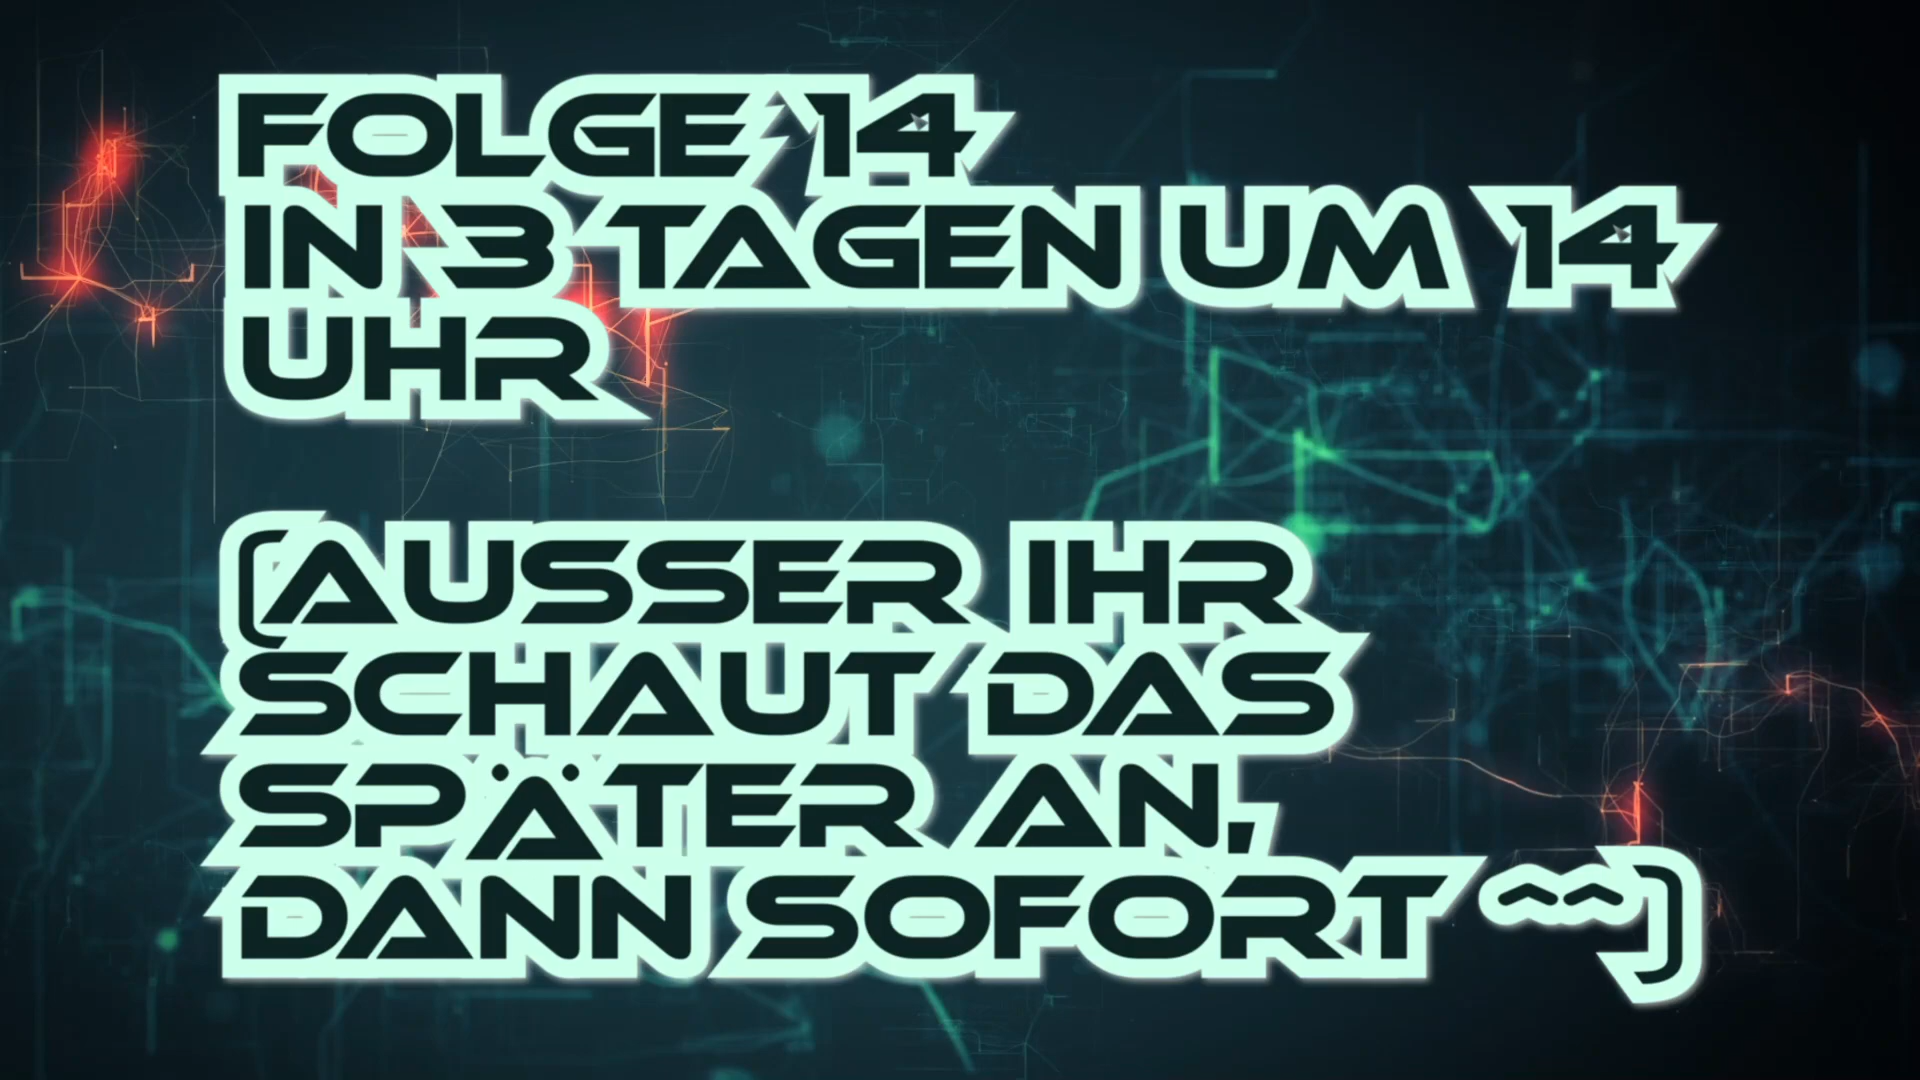 FOLGE 14
IN 3 TAGEN UM 14
UHR
(AUSSER IHR
SCHAUT DAS
SPÄTER AN,
DANN SOFORT ^^)